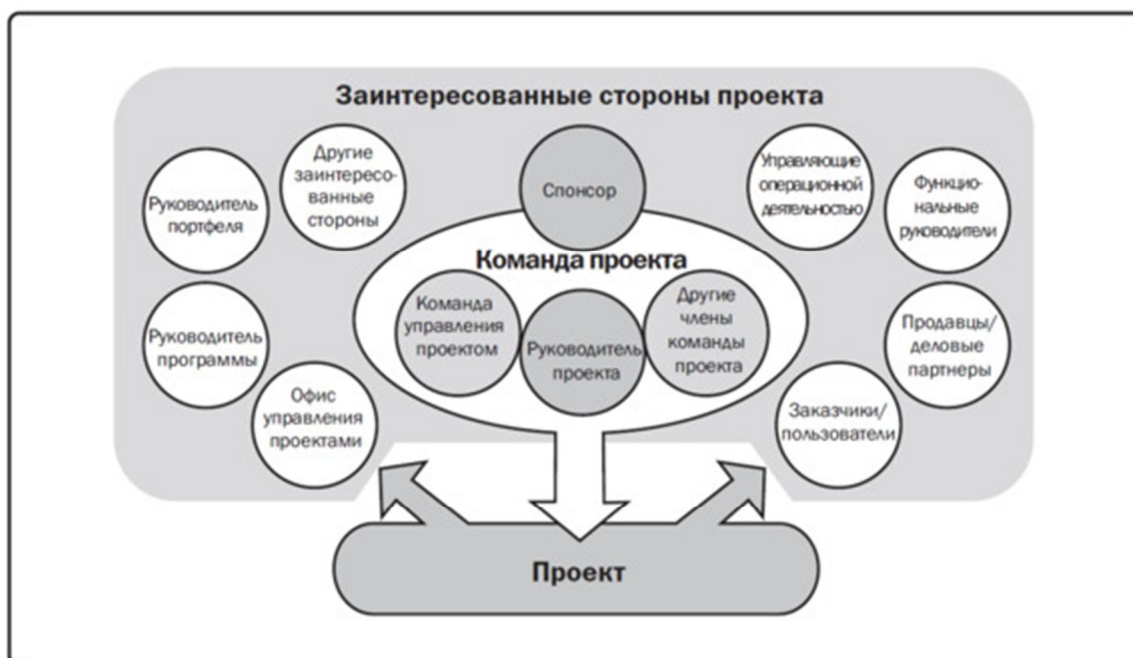 Заинтересованные стороны проекта
Руководитель
портфеля
Другие
заинтересо-
ванные
стороны
Спонсор
Управляющие
операционной
деятельностью
Функцио-
нальные
руководители
Команда проекта
Команда
управления
проектом
Руководитель
проекта
Другие
члены
команды
проекта
Руководитель
программы
Офис
управления
проектами
Продавцы/
деловые
партнеры
Заказчики/
пользователи
Проект